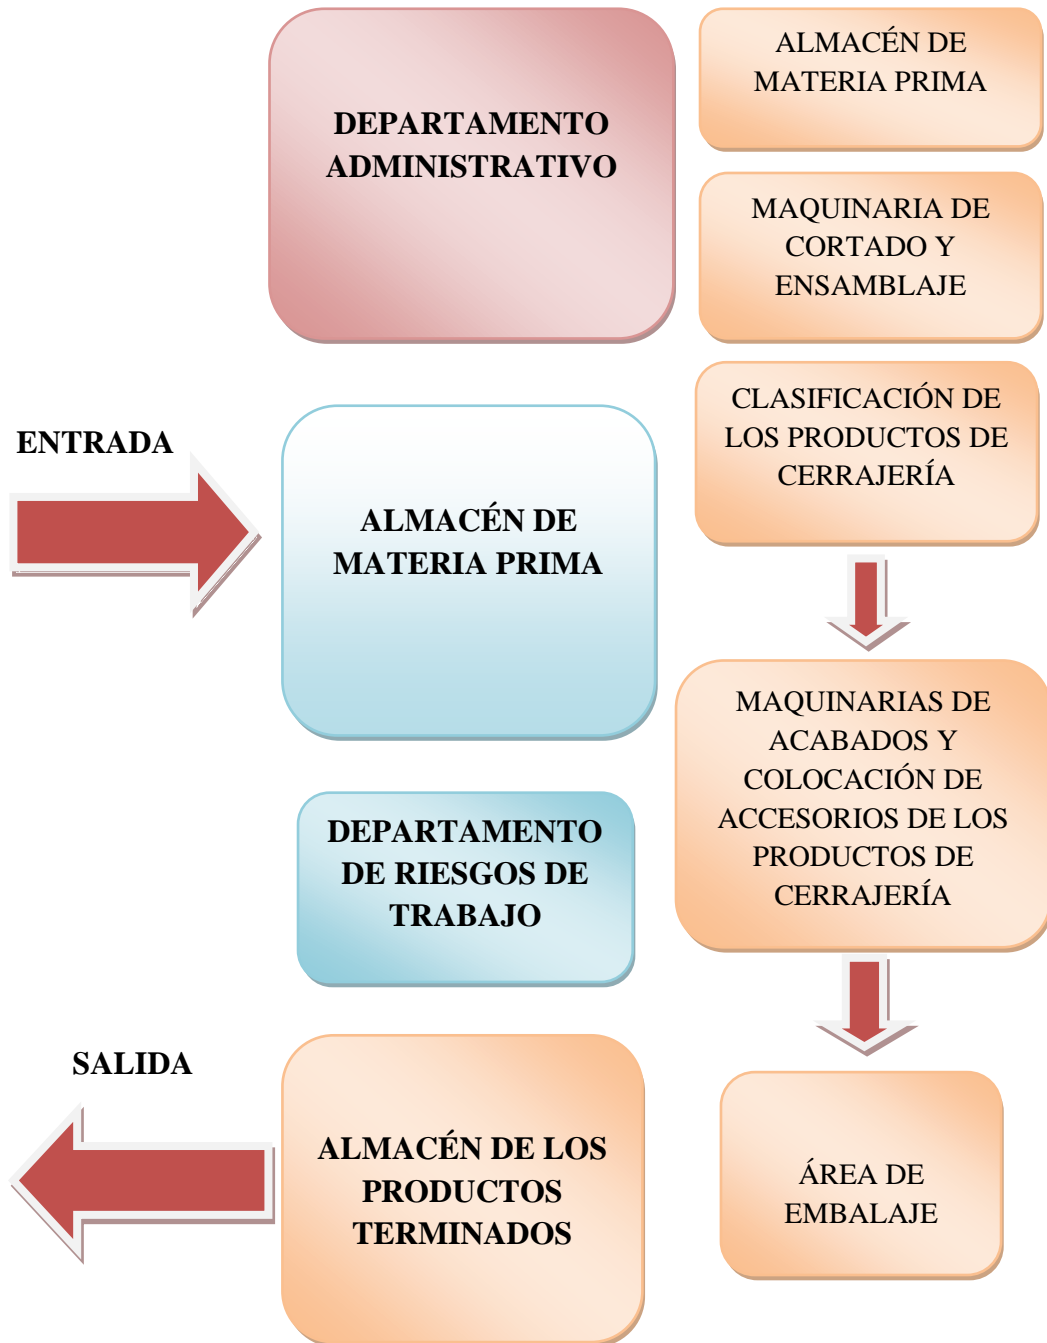 DEPARTAMENTO
ADMINISTRATIVO
ALMACÉN DE
MATERIA PRIMA
MAQUINARIA DE
CORTADO Y
ENSAMBLAJE
CLASIFICACIÓN DE
LOS PRODUCTOS DE
CERRAJERÍA
ENTRADA
ALMACÉN DE
MATERIA PRIMA
MAQUINARIAS DE
ACABADOS Y
COLOCACIÓN DE
ACCESORIOS DE LOS
PRODUCTOS DE
CERRAJERÍA
DEPARTAMENTO
DE RIESGOS DE
TRABAJO
SALIDA
ALMACÉN DE LOS
PRODUCTOS
TERMINADOS
ÁREA DE
EMBALAJE